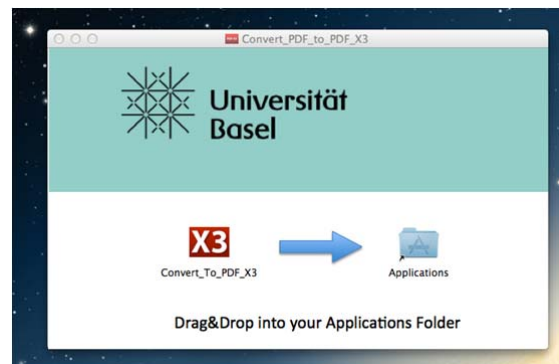 Convert_PDF_to_PDF_X3
Universität
Basel
X3
Convert_To_PDF_X3
Applications
Drag&Drop into your Applications Folder